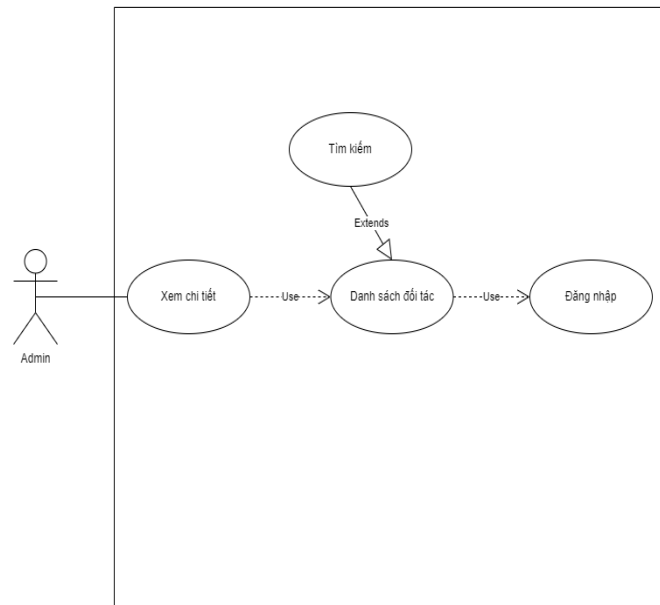 Tìm kiếm
Extends
Xem chi tiết
Use
Danh sách đối tác
Use
Đăng nhập
Admin